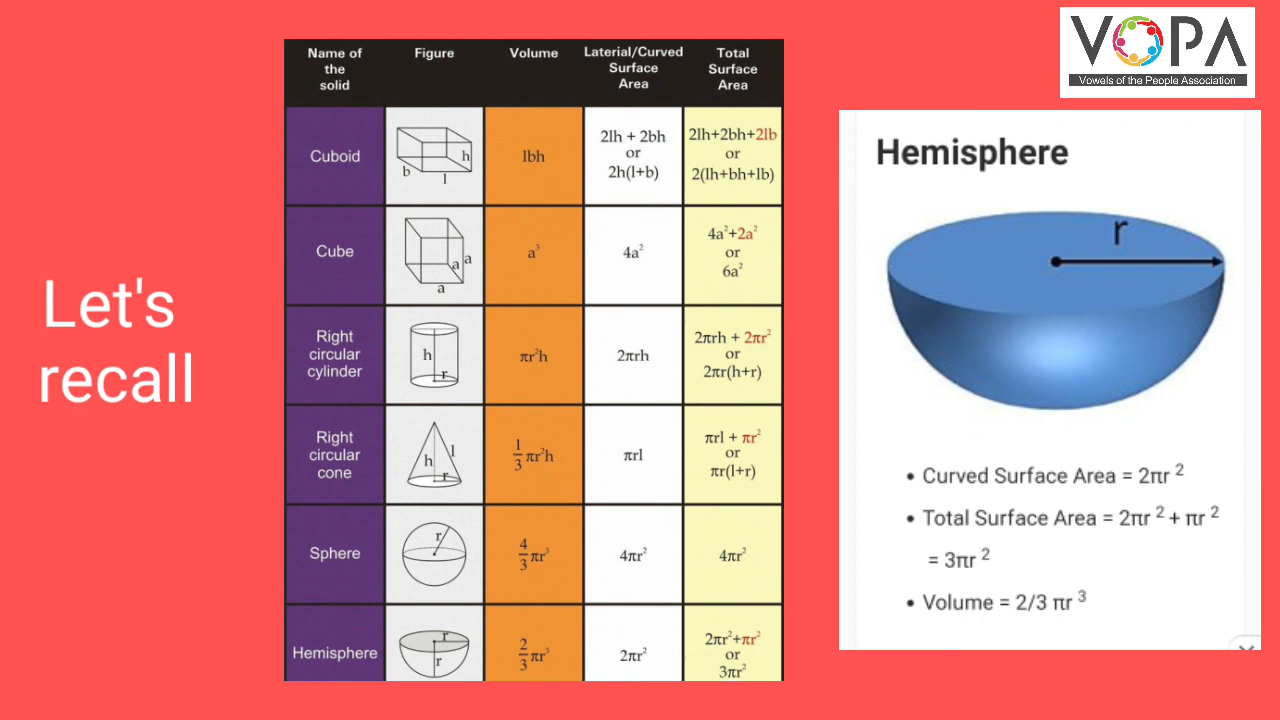 Let's
recall
Name of
the
solid
Figure
Volume
Laterial/Curved
Surface
Area
Total
Surface
Area
Cuboid
h
b
l
lbh
2lh + 2bh
or
2h(l+b)
2lh+2bh+2lb
or
2(lh+bh+lb)
Cube
a
a
a
a³
4a²
4a²+2a²
or
6a²
Right
circular
cylinder
h
r
πr²h
2πrh
2πrh + 2πr²
or
2πr(h+r)
Right
circular
cone
h
l
r
1/3 πr²h
πrl
πrl + πr²
or
πr(l+r)
Sphere
r
4/3 πr³
4πr²
4πr²
Hemisphere
r
r
2/3 πr³
2πr²
2πr²+πr²
or
3πr²
VOPA
Vowels of the People Association
Hemisphere
r
• Curved Surface Area = 2πr ²
• Total Surface Area = 2πr ² + πr ²
= 3πr ²
• Volume = 2/3 πr ³